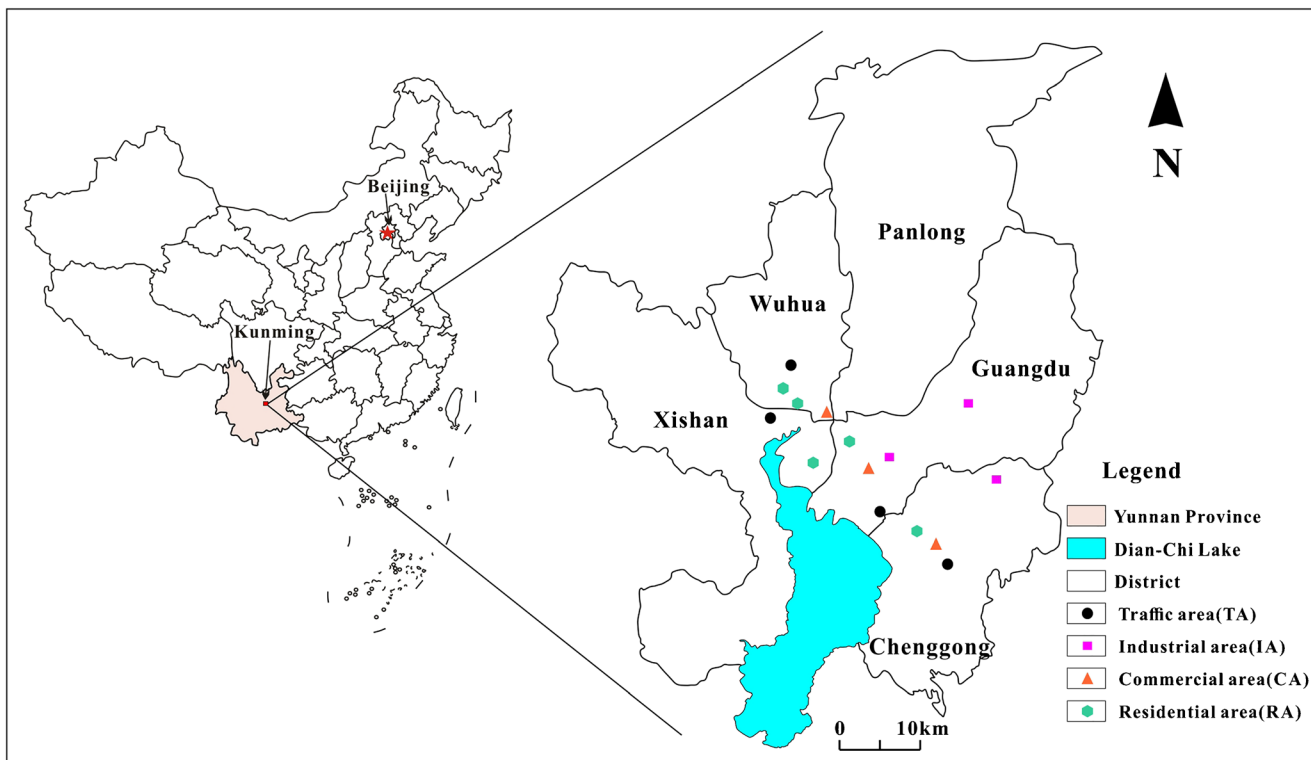 Beijing
Kunming
N
Panlong
Wuhua
Guangdu
Xishan
Chenggong
Legend
Yunnan Province
Dian-Chi Lake
District
Traffic area(TA)
Industrial area(IA)
Commercial area(CA)
Residential area(RA)
0 10km